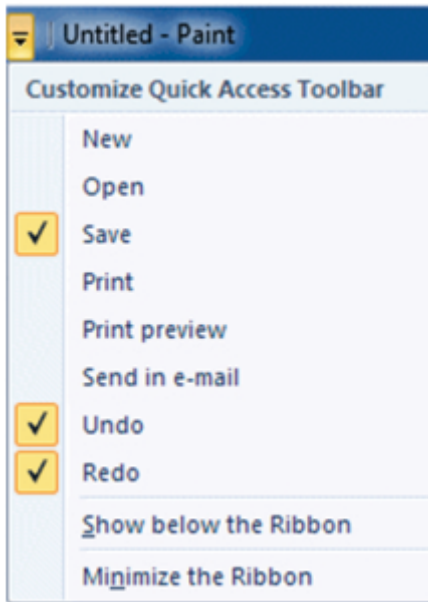 Untitled - Paint
Customize Quick Access Toolbar
New
Open
Save
Print
Print preview
Send in e-mail
Undo
Redo
Show below the Ribbon
Minimize the Ribbon